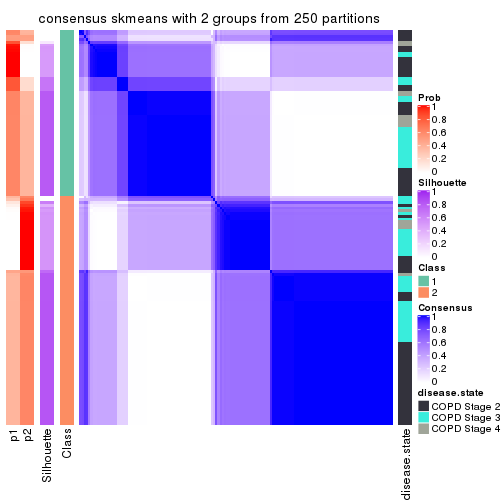 consensus skmeans with 2 groups from 250 partitions
Prob
1
0.8
0.6
0.4
0.2
0
Silhouette
1
0.8
0.6
0.4
0.2
0
Class
1
2
Consensus
1
0.8
0.6
0.4
0.2
0
disease.state
COPD Stage 2
COPD Stage 3
COPD Stage 4
p1
p2
Silhouette
Class
disease.state